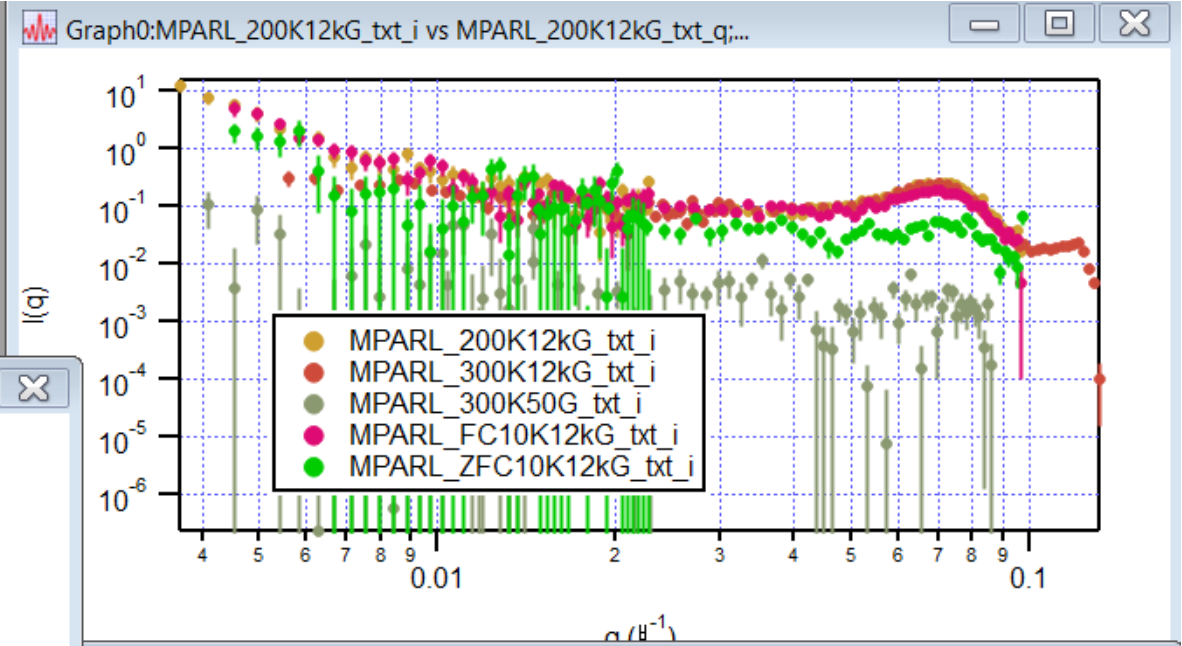 Graph0:MPARL_200K12kG_txt_i vs MPARL_200K12kG_txt_q;...
10^1
10^0
10^-1
10^-2
10^-3
10^-4
10^-5
10^-6
I(q)
MPARL_200K12kG_txt_i
MPARL_300K12kG_txt_i
MPARL_300K50G_txt_i
MPARL_FC10K12kG_txt_i
MPARL_ZFC10K12kG_txt_i
4 5 6 7 8 9 2 3 4 5 6 7 8 9
0.01 0.1